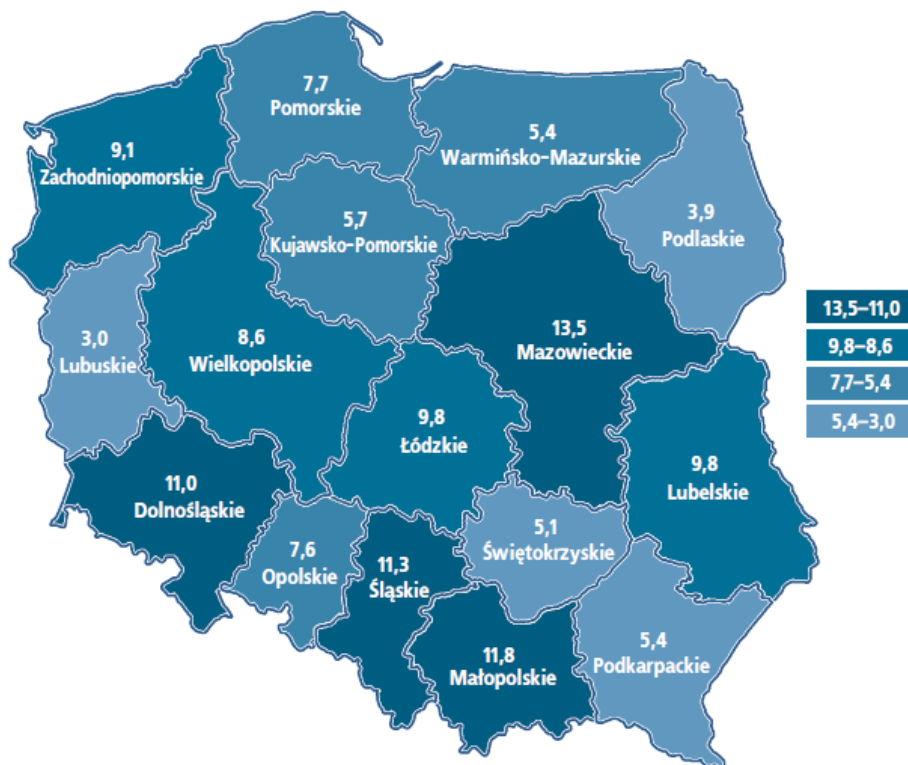 7,7
Pomorskie
5,4
Warmińsko-Mazurskie
9,1
Zachodniopomorskie
3,9
Podlaskie
5,7
Kujawsko-Pomorskie
3,0
Lubuskie
8,6
Wielkopolskie
13,5
Mazowieckie
9,8
Łódzkie
9,8
Lubelskie
11,0
Dolnośląskie
7,6
Opolskie
11,3
Śląskie
5,1
Świętokrzyskie
11,8
Małopolskie
5,4
Podkarpackie
13,5–11,0
9,8–8,6
7,7–5,4
5,4–3,0